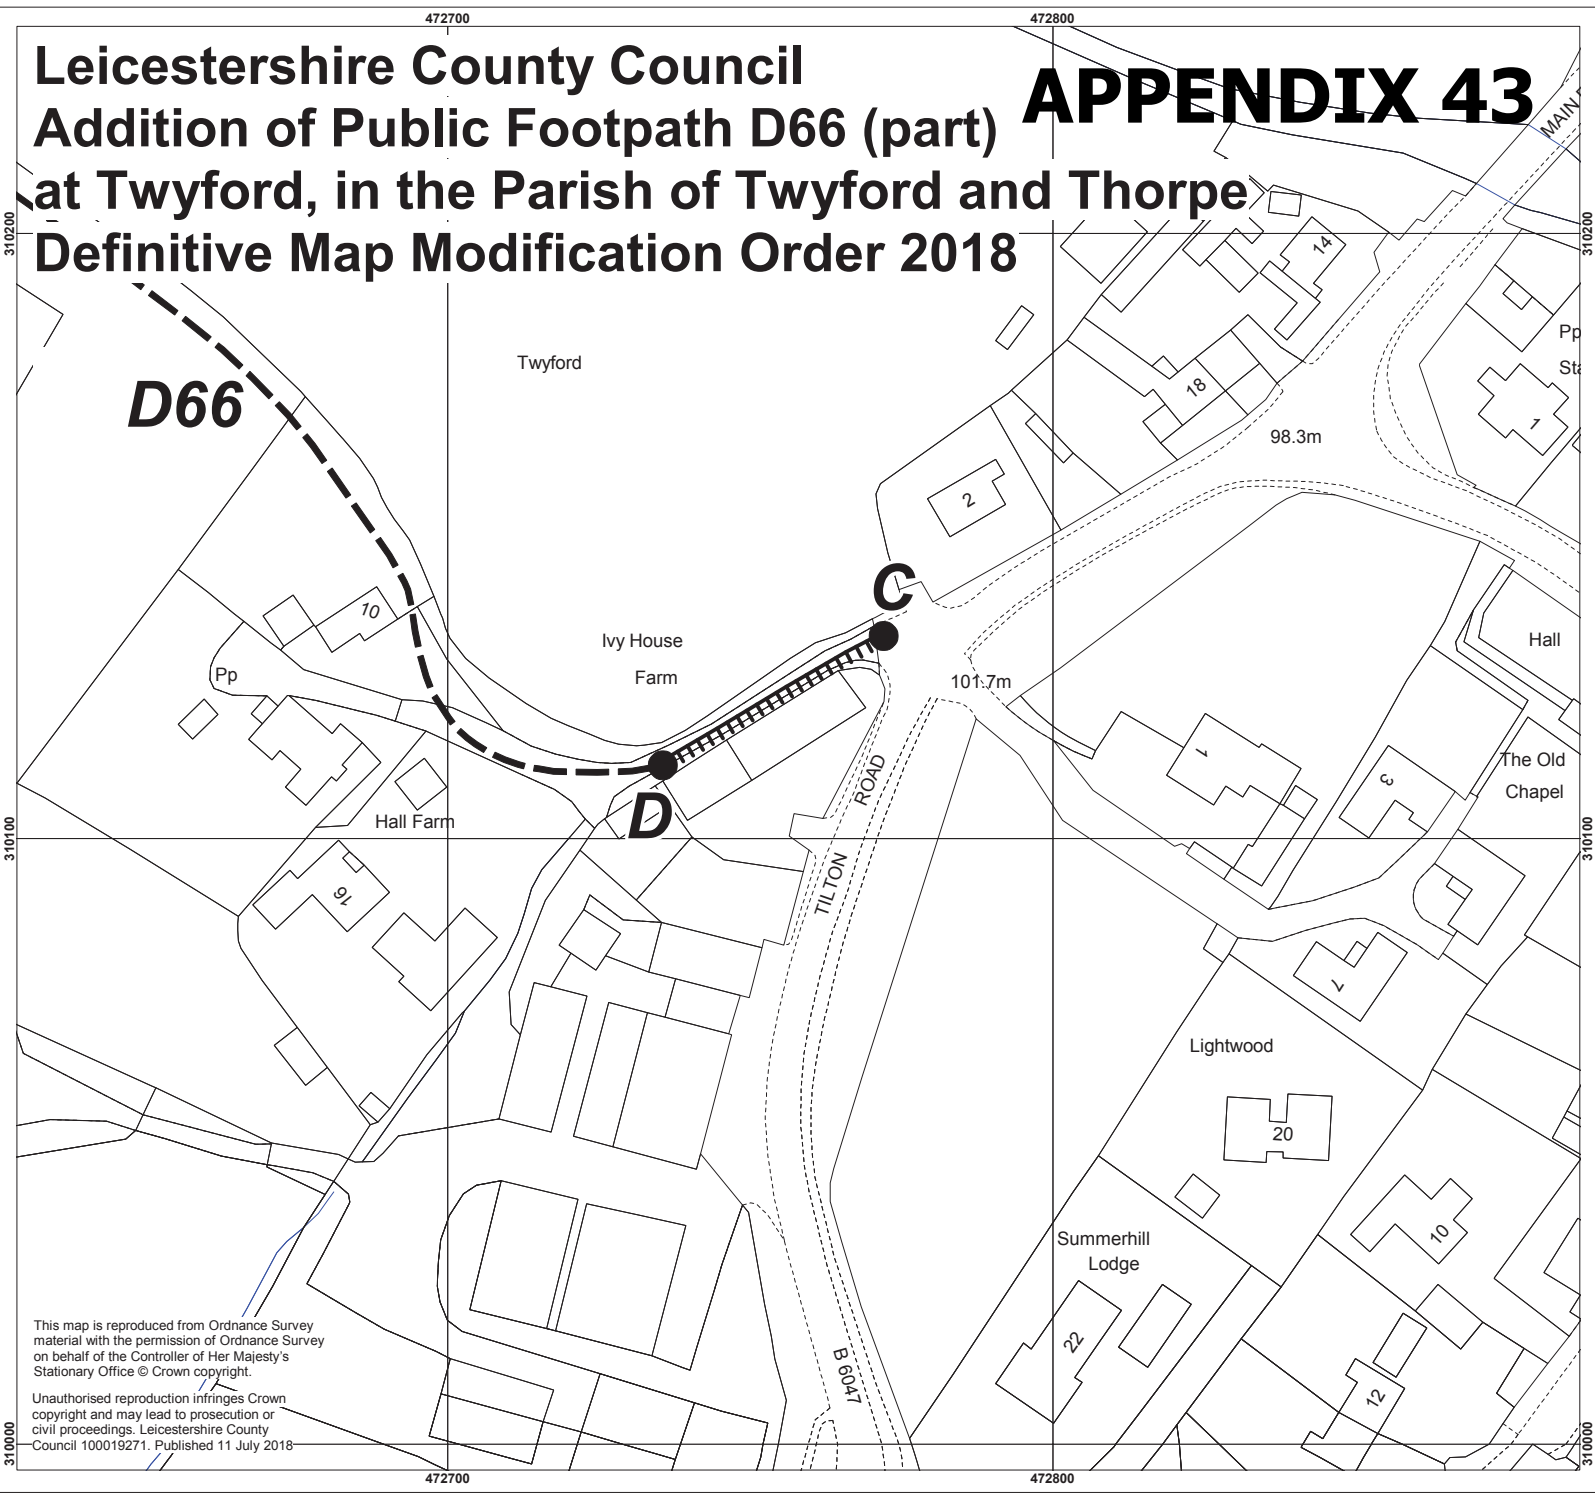 472700
472800
Leicestershire County Council
Addition of Public Footpath D66 (part)
at Twyford, in the Parish of Twyford and Thorpe
Definitive Map Modification Order 2018
APPENDIX 43
MAIN
310200
310200
14
Pp
Twyford
D66
18
1
98.3m
2
C
10
Ivy House
Farm
Hall
Pp
101.7m
1
3
The Old
Chapel
ROAD
D
Hall Farm
310100
310100
TILTON
16
7
Lightwood
20
Summerhill
Lodge
10
22
B 6047
12
This map is reproduced from Ordnance Survey
material with the permission of Ordnance Survey
on behalf of the Controller of Her Majesty's
Stationary Office © Crown copyright.
Unauthorised reproduction infringes Crown
copyright and may lead to prosecution or
civil proceedings. Leicestershire County
Council 100019271. Published 11 July 2018
310000
310000
472700
472800